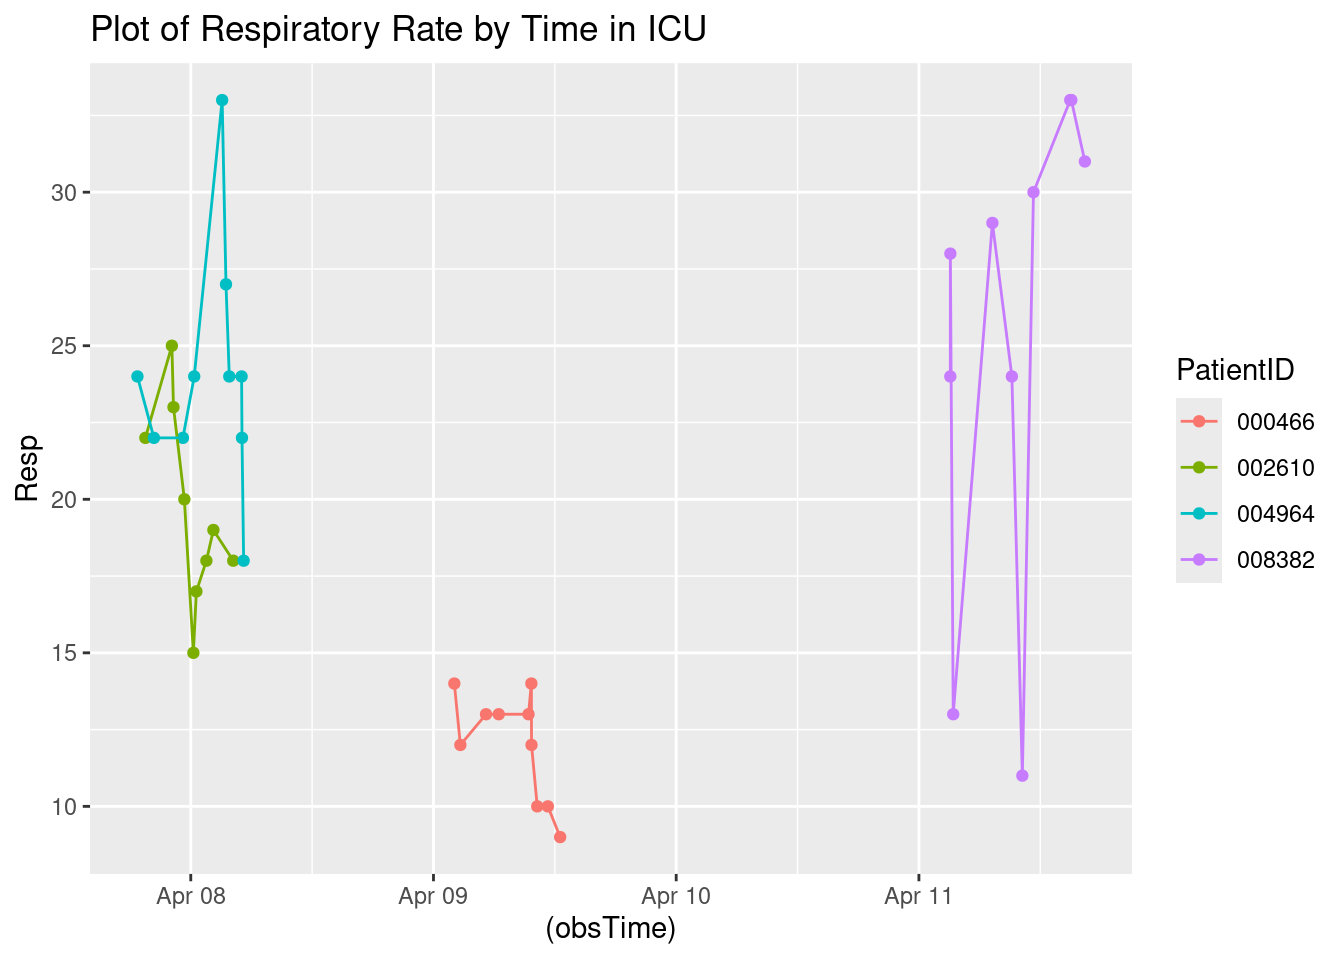 Plot of Respiratory Rate by Time in ICU
Resp
30
25
20
15
10
Apr 08 Apr 09 Apr 10 Apr 11
(obsTime)
PatientID
000466
002610
004964
008382